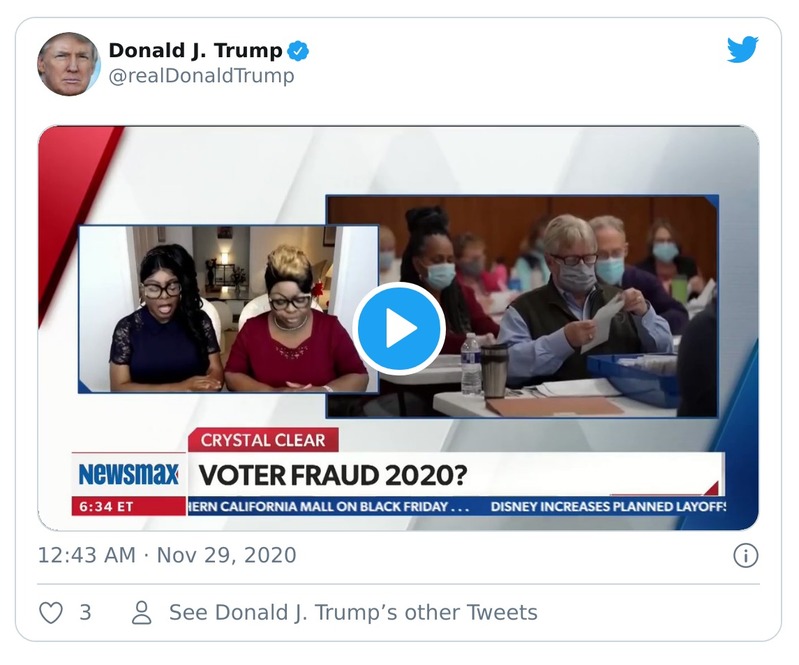 Donald J. Trump
@realDonaldTrump
CRYSTAL CLEAR
NEWSMAX
VOTER FRAUD 2020?
6:34 ET
HERN CALIFORNIA MALL ON BLACK FRIDAY . . . DISNEY INCREASES PLANNED LAYOFFS
12:43 AM · Nov 29, 2020
3
See Donald J. Trump’s other Tweets